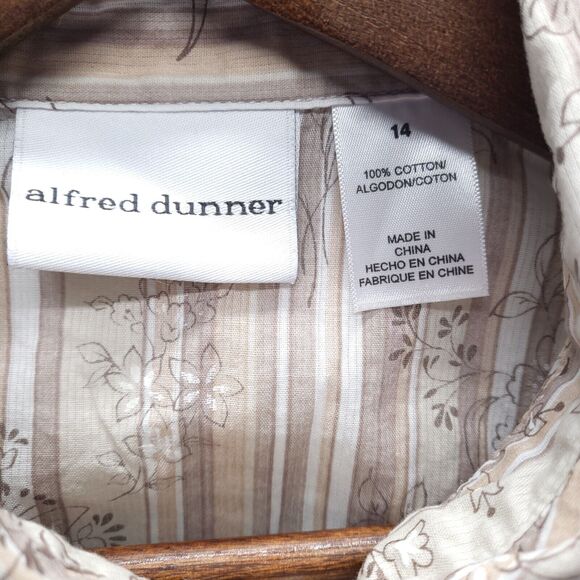 alfred dunner
14
100% COTTON/
ALGODON/COTON
MADE IN
CHINA
HECHO EN CHINA
FABRIQUE EN CHINE